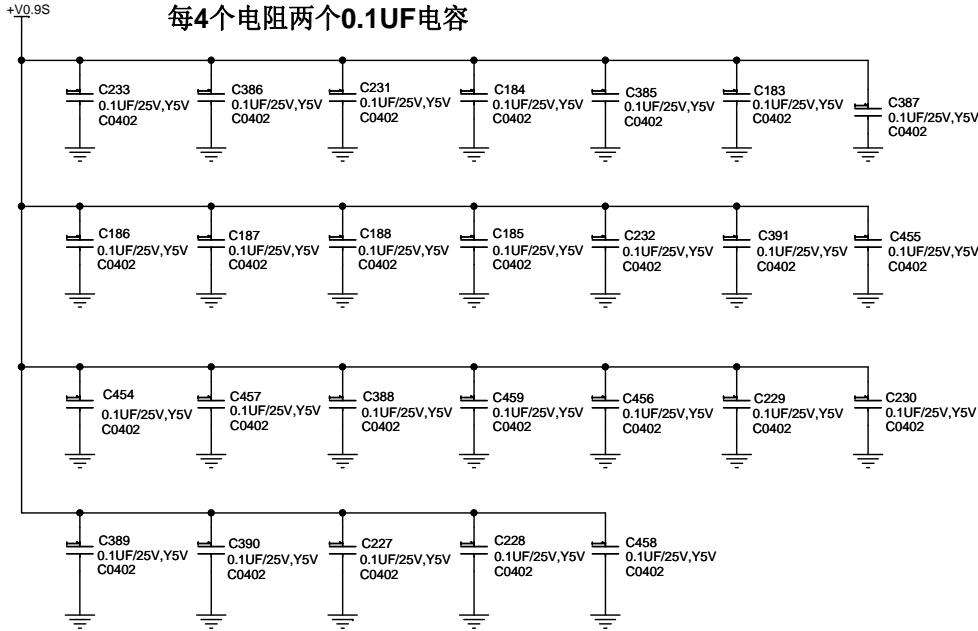 +V0.9S
每4个电阻两个0.1UF电容
C233
0.1UF/25V,Y5V
C0402
C386
0.1UF/25V,Y5V
C0402
C231
0.1UF/25V,Y5V
C0402
C184
0.1UF/25V,Y5V
C0402
C385
0.1UF/25V,Y5V
C0402
C183
0.1UF/25V,Y5V
C0402
C387
0.1UF/25V,Y5V
C0402
C186
0.1UF/25V,Y5V
C0402
C187
0.1UF/25V,Y5V
C0402
C188
0.1UF/25V,Y5V
C0402
C185
0.1UF/25V,Y5V
C0402
C232
0.1UF/25V,Y5V
C0402
C391
0.1UF/25V,Y5V
C0402
C455
0.1UF/25V,Y5V
C0402
C454
0.1UF/25V,Y5V
C0402
C457
0.1UF/25V,Y5V
C0402
C388
0.1UF/25V,Y5V
C0402
C459
0.1UF/25V,Y5V
C0402
C456
0.1UF/25V,Y5V
C0402
C229
0.1UF/25V,Y5V
C0402
C230
0.1UF/25V,Y5V
C0402
C389
0.1UF/25V,Y5V
C0402
C390
0.1UF/25V,Y5V
C0402
C227
0.1UF/25V,Y5V
C0402
C228
0.1UF/25V,Y5V
C0402
C458
0.1UF/25V,Y5V
C0402